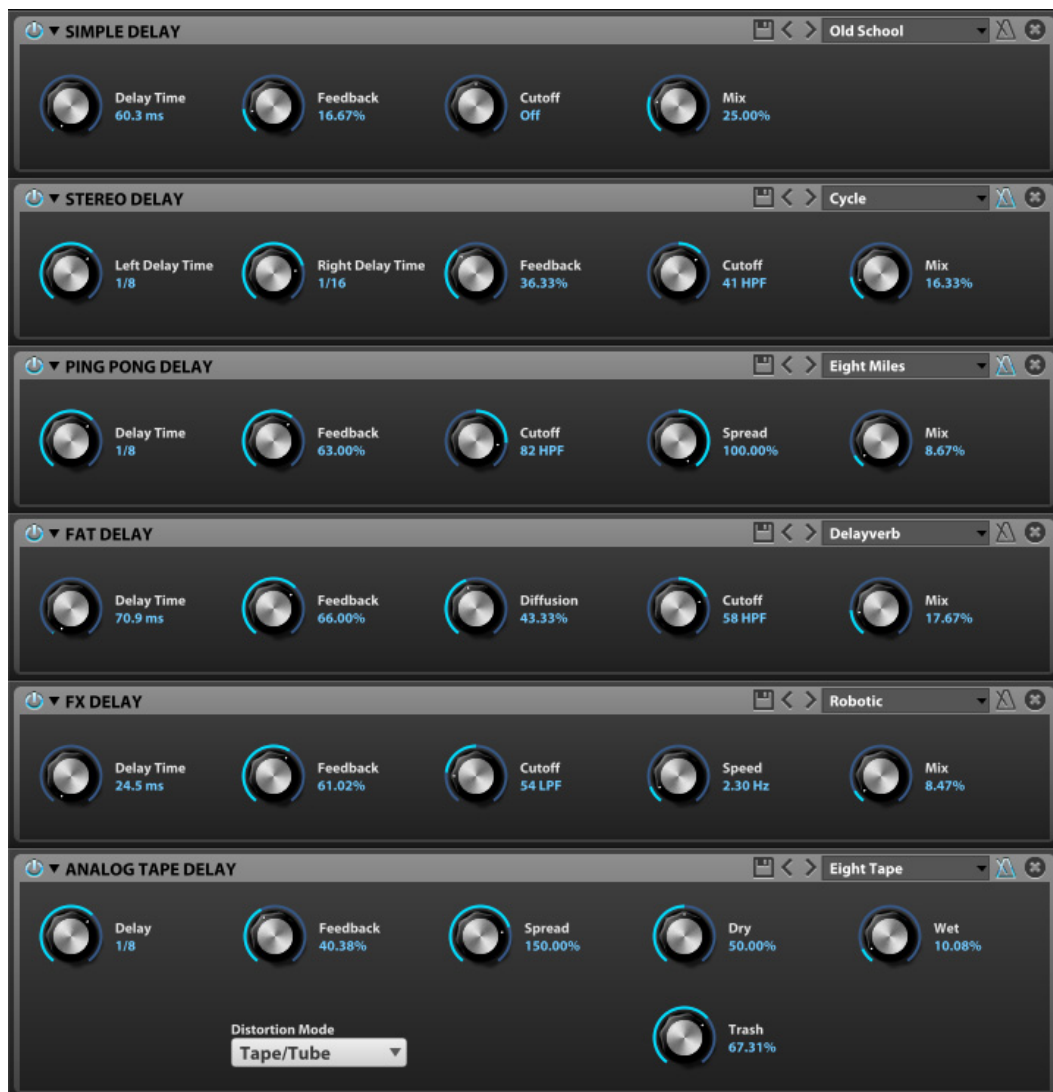 SIMPLE DELAY
Old School
Delay Time
60.3 ms
Feedback
16.67%
Cutoff
Off
Mix
25.00%
STEREO DELAY
Cycle
Left Delay Time
1/8
Right Delay Time
1/16
Feedback
36.33%
Cutoff
41 HPF
Mix
16.33%
PING PONG DELAY
Eight Miles
Delay Time
1/8
Feedback
63.00%
Cutoff
82 HPF
Spread
100.00%
Mix
8.67%
FAT DELAY
Delayverb
Delay Time
70.9 ms
Feedback
66.00%
Diffusion
43.33%
Cutoff
58 HPF
Mix
17.67%
FX DELAY
Robotic
Delay Time
24.5 ms
Feedback
61.02%
Cutoff
54 LPF
Speed
2.30 Hz
Mix
8.47%
ANALOG TAPE DELAY
Eight Tape
Delay
1/8
Feedback
40.38%
Spread
150.00%
Dry
50.00%
Wet
10.08%
Distortion Mode
Tape/Tube
Trash
67.31%